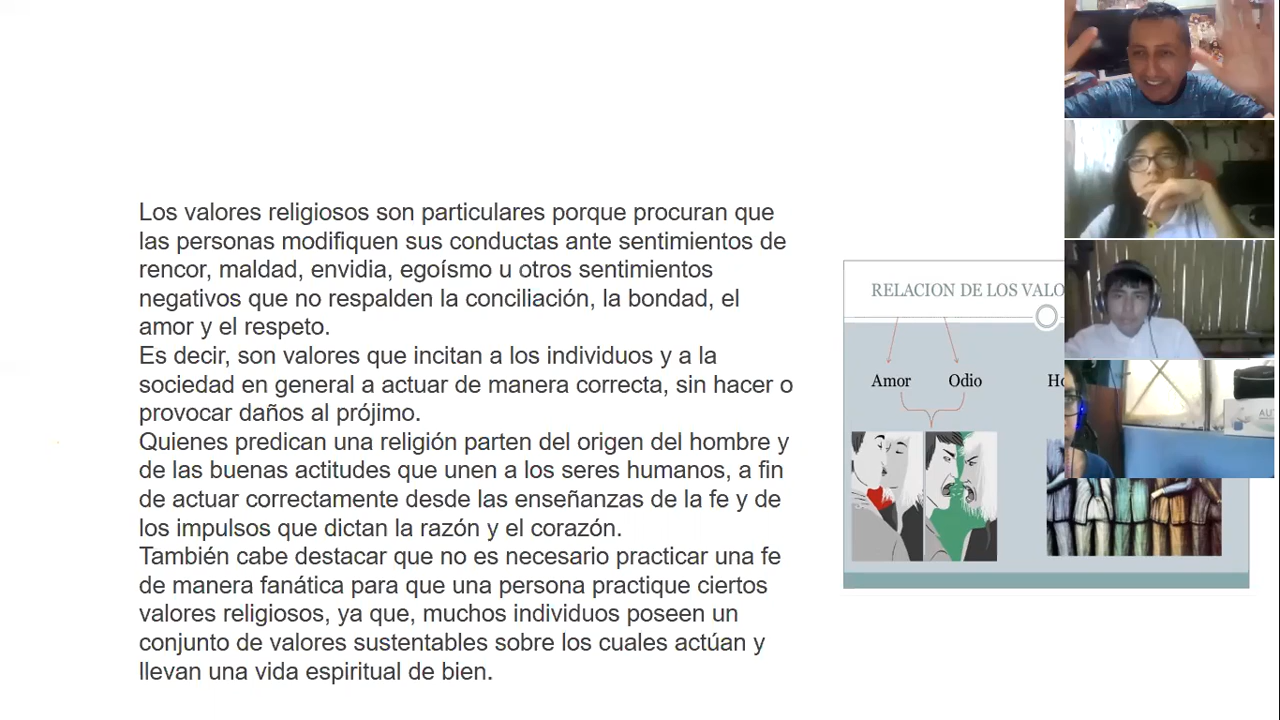 Los valores religiosos son particulares porque procuran que
las personas modifiquen sus conductas ante sentimientos de
rencor, maldad, envidia, egoísmo u otros sentimientos
negativos que no respalden la conciliación, la bondad, el
amor y el respeto.
Es decir, son valores que incitan a los individuos y a la
sociedad en general a actuar de manera correcta, sin hacer o
provocar daños al prójimo.
Quienes predican una religión parten del origen del hombre y
de las buenas actitudes que unen a los seres humanos, a fin
de actuar correctamente desde las enseñanzas de la fe y de
los impulsos que dictan la razón y el corazón.
También cabe destacar que no es necesario practicar una fe
de manera fanática para que una persona practique ciertos
valores religiosos, ya que, muchos individuos poseen un
conjunto de valores sustentables sobre los cuales actúan y
llevan una vida espiritual de bien.
RELACION DE LOS VALO
Amor Odio